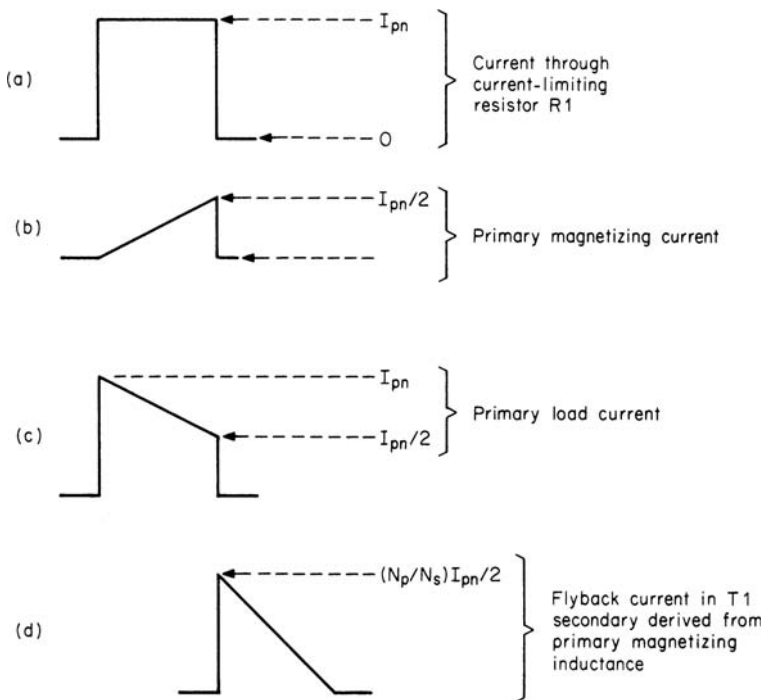 (a)
I_pn
Current through
current-limiting
resistor R1
0
(b)
I_pn/2
Primary magnetizing current
(c)
I_pn
I_pn/2
Primary load current
(d)
(N_p/N_s)I_pn/2
Flyback current in T1
secondary derived from
primary magnetizing
inductance